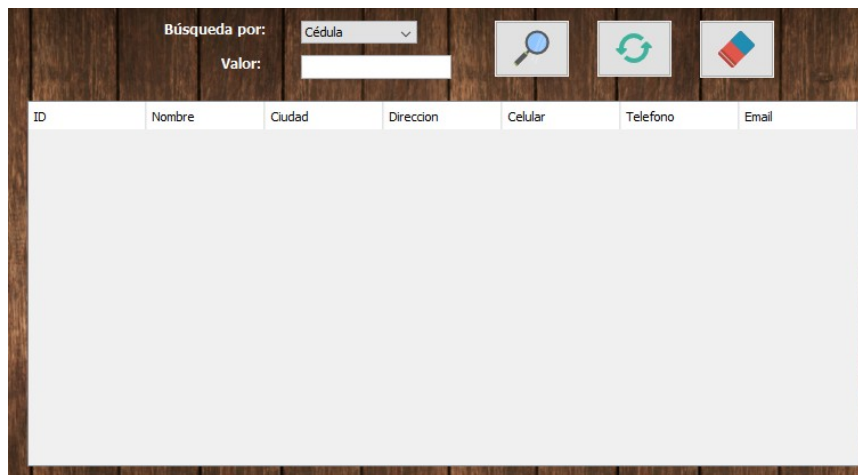 Búsqueda por: Cédula
Valor:
ID Nombre Ciudad Direccion Celular Telefono Email